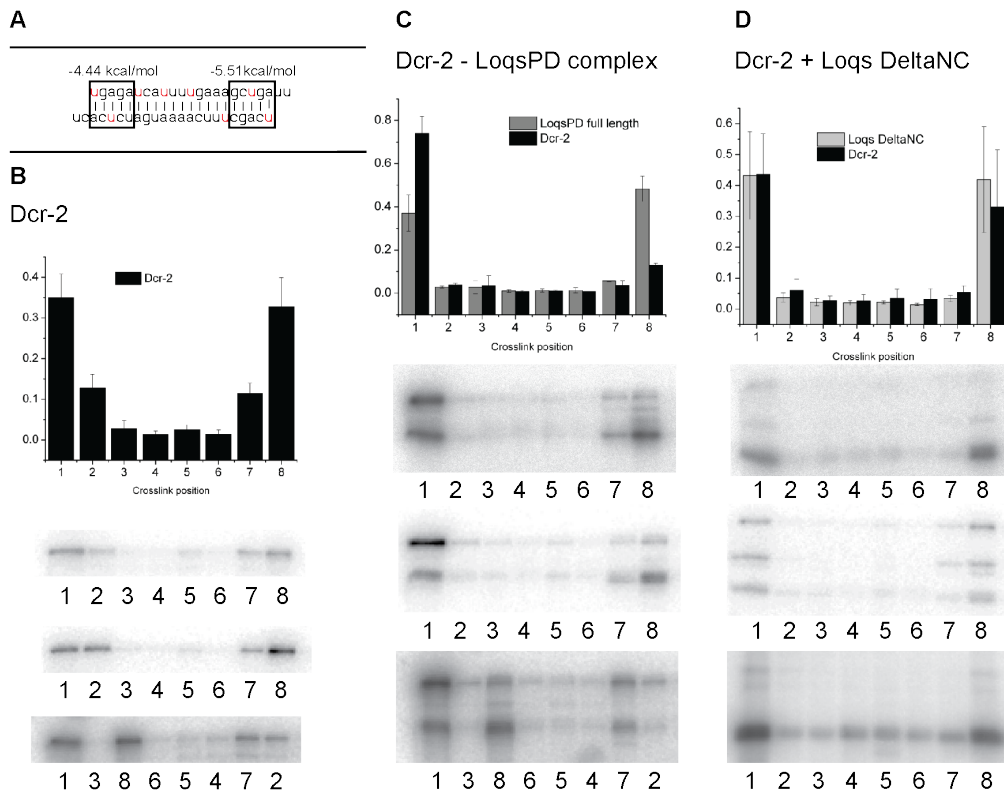 A
-4.44 kcal/mol -5.51kcal/mol
ugagaucauuuugaaagcugauu
ucacucuaguaaaacuuucgacu
B
Dcr-2
0.4
0.3
0.2
0.1
0.0
Dcr-2
1 2 3 4 5 6 7 8
Crosslink position
1 2 3 4 5 6 7 8
1 2 3 4 5 6 7 8
1 3 8 6 5 4 7 2
C
Dcr-2 - LoqsPD complex
0.8
0.6
0.4
0.2
0.0
LoqsPD full length
Dcr-2
1 2 3 4 5 6 7 8
Crosslink position
1 2 3 4 5 6 7 8
1 2 3 4 5 6 7 8
1 3 8 6 5 4 7 2
D
Dcr-2 + Loqs DeltaNC
0.6
0.5
0.4
0.3
0.2
0.1
0.0
Loqs DeltaNC
Dcr-2
1 2 3 4 5 6 7 8
Crosslink position
1 2 3 4 5 6 7 8
1 2 3 4 5 6 7 8
1 2 3 4 5 6 7 8